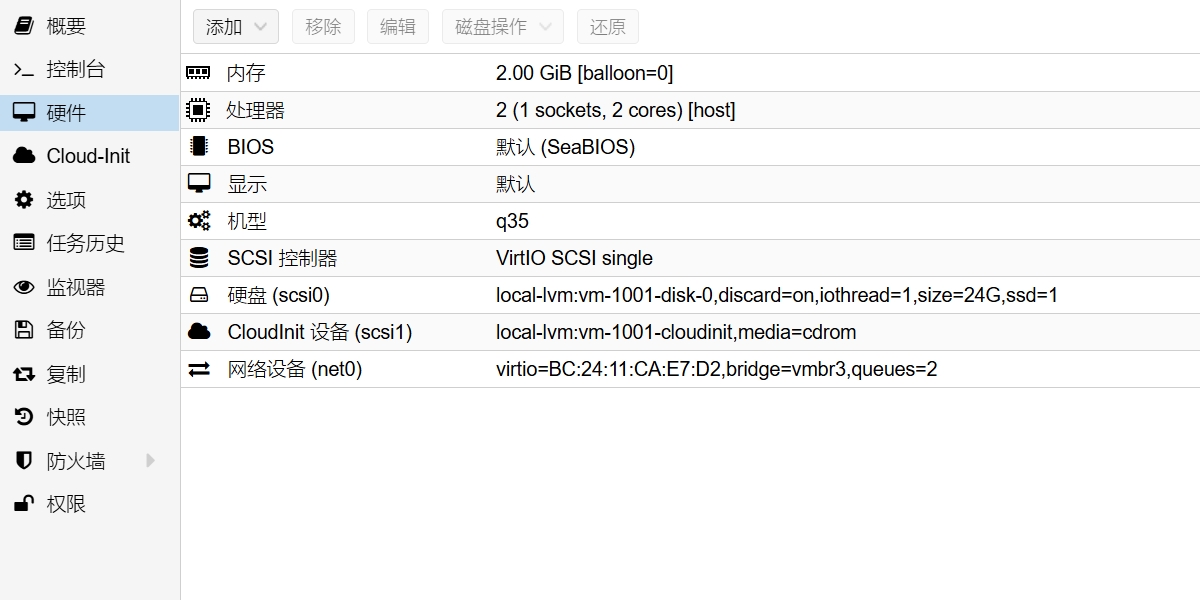 概要
控制台
硬件
Cloud-Init
选项
任务历史
监视器
备份
复制
快照
防火墙
权限
添加 移除 编辑 磁盘操作 还原
内存 2.00 GiB [balloon=0]
处理器 2 (1 sockets, 2 cores) [host]
BIOS 默认 (SeaBIOS)
显示 默认
机型 q35
SCSI 控制器 VirtIO SCSI single
硬盘 (scsi0) local-lvm:vm-1001-disk-0,discard=on,iothread=1,size=24G,ssd=1
CloudInit 设备 (scsi1) local-lvm:vm-1001-cloudinit,media=cdrom
网络设备 (net0) virtio=BC:24:11:CA:E7:D2,bridge=vmbr3,queues=2